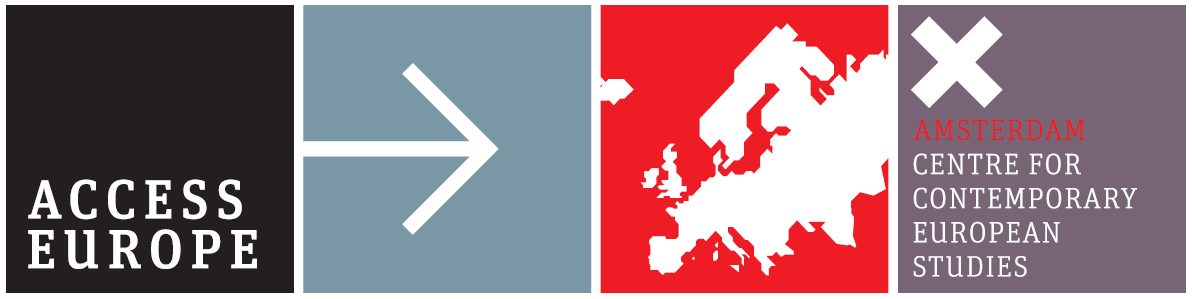 ACCESS
EUROPE
AMSTERDAM
CENTRE FOR
CONTEMPORARY
EUROPEAN
STUDIES